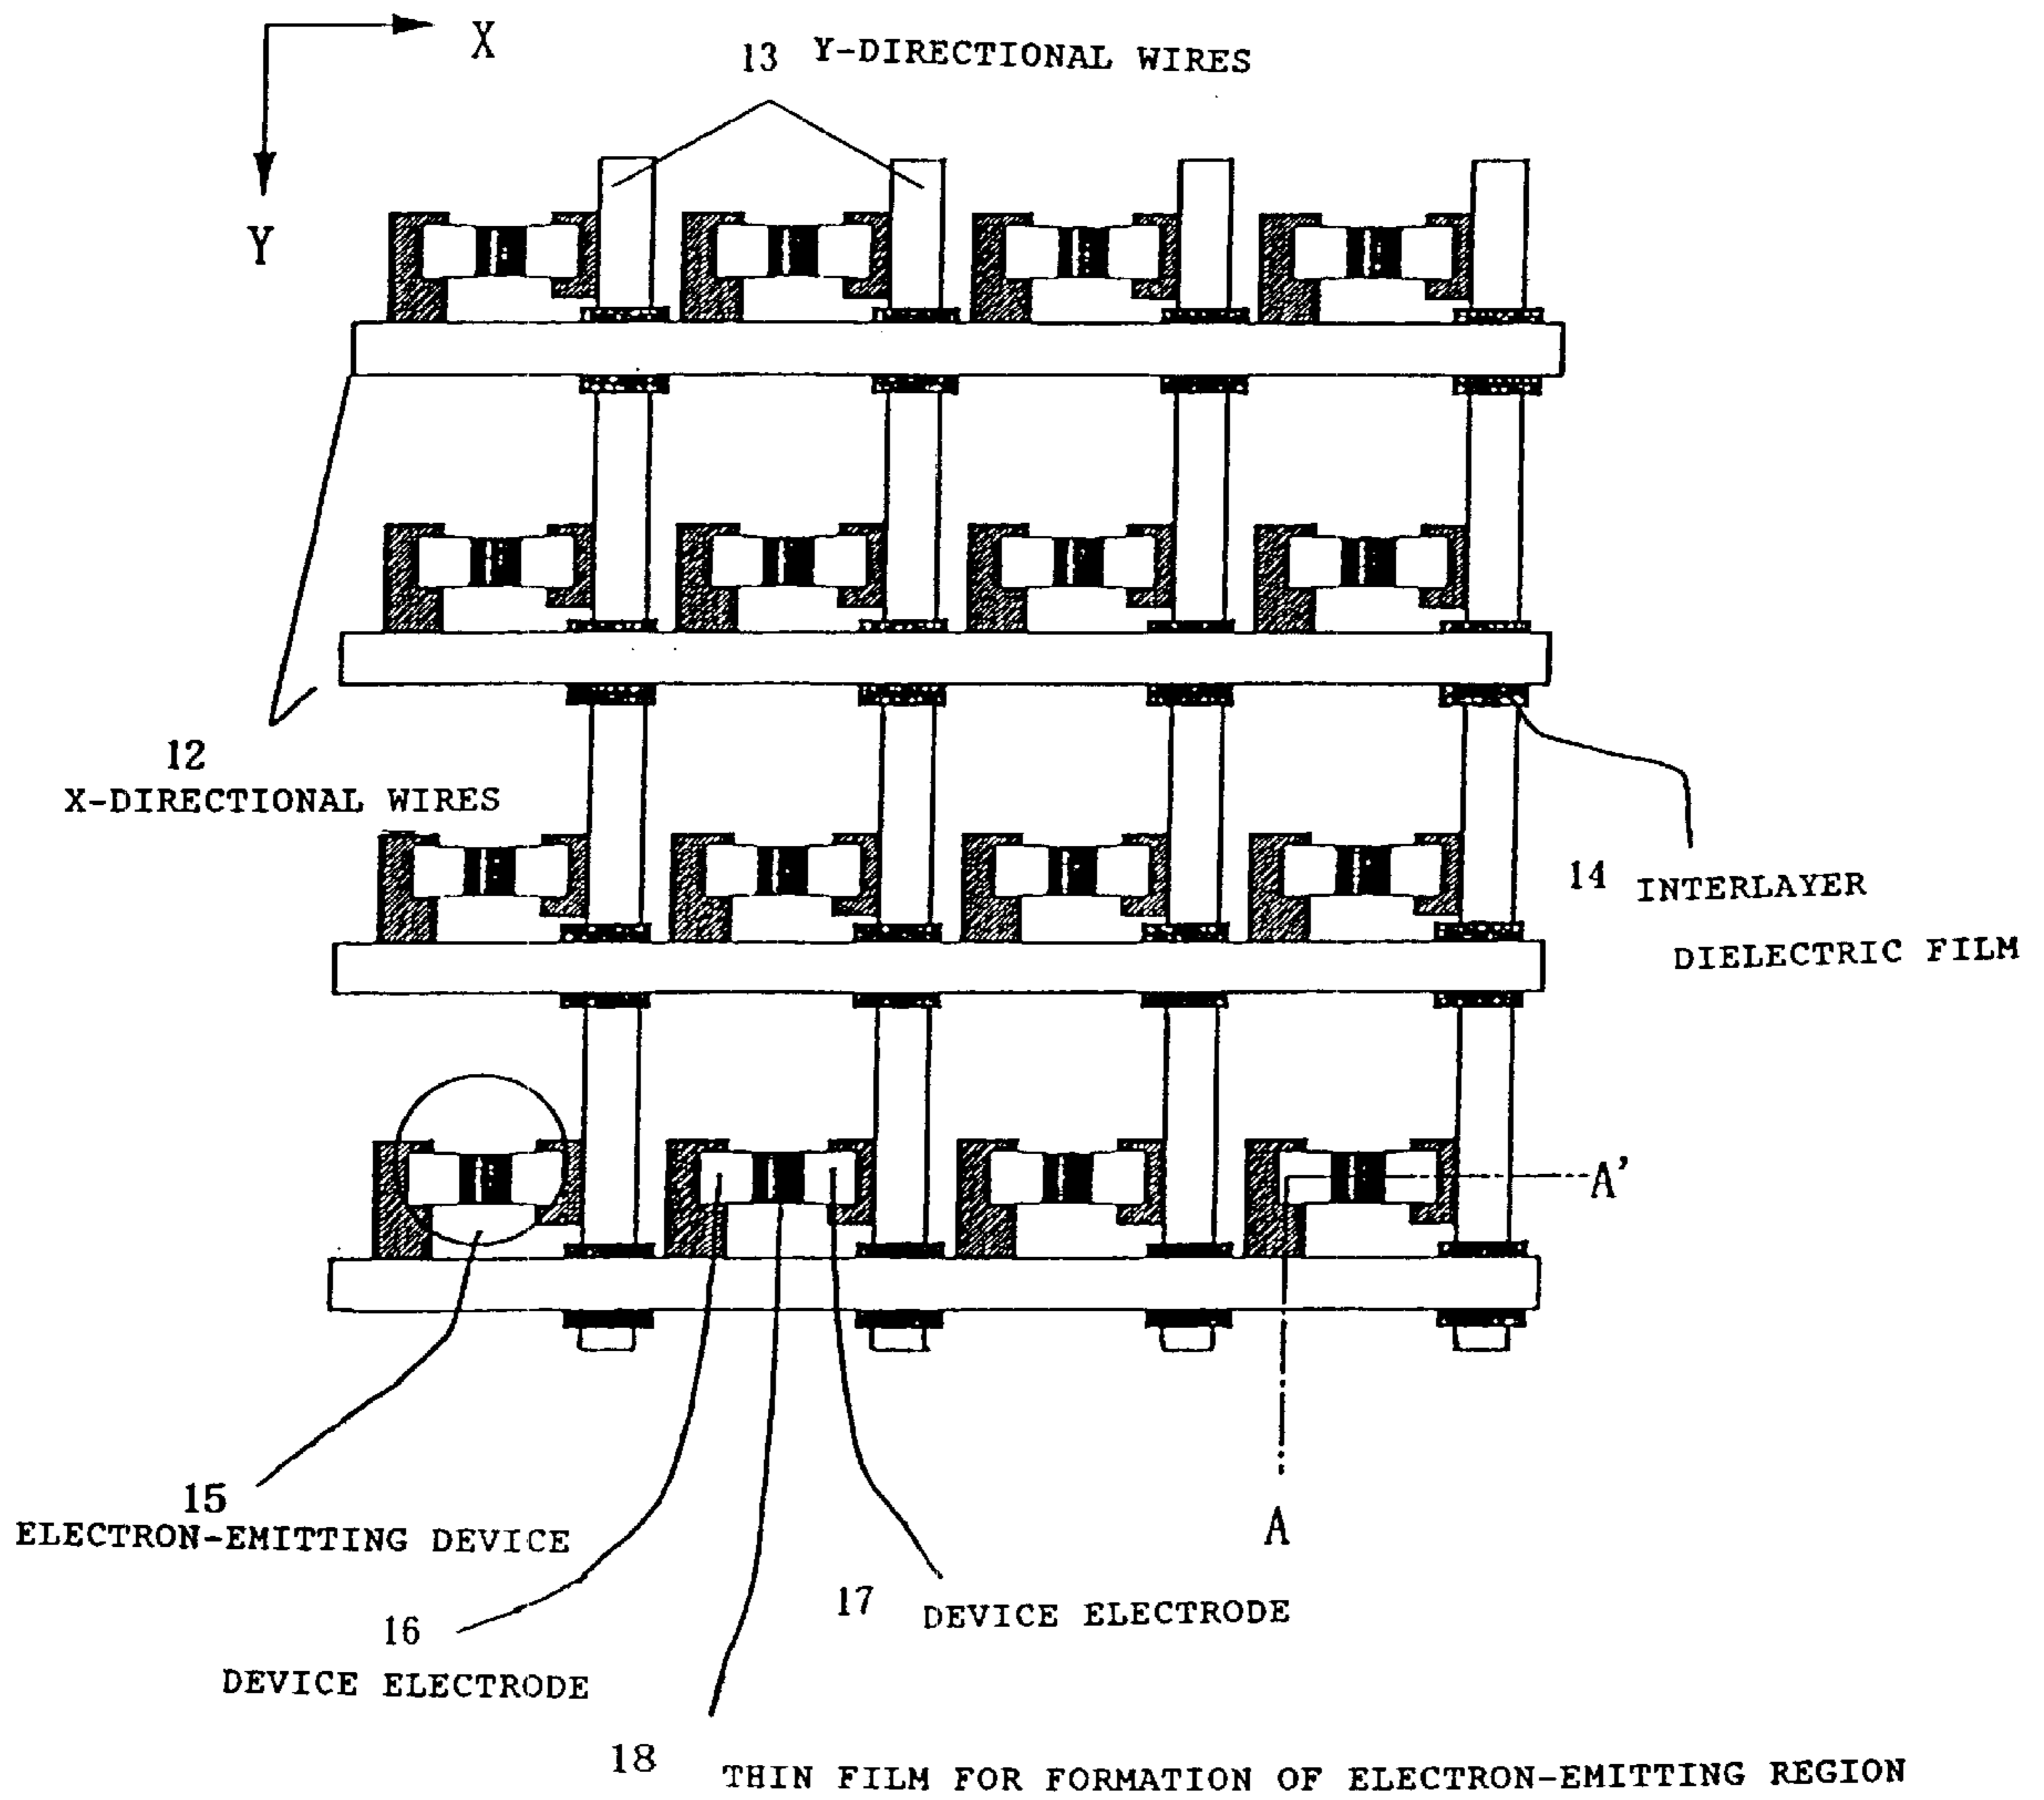 X
13 Y-DIRECTIONAL WIRES
Y
12
X-DIRECTIONAL WIRES
14 INTERLAYER
DIELECTRIC FILM
A'
A
15
ELECTRON-EMITTING DEVICE
16
DEVICE ELECTRODE
17 DEVICE ELECTRODE
18 THIN FILM FOR FORMATION OF ELECTRON-EMITTING REGION